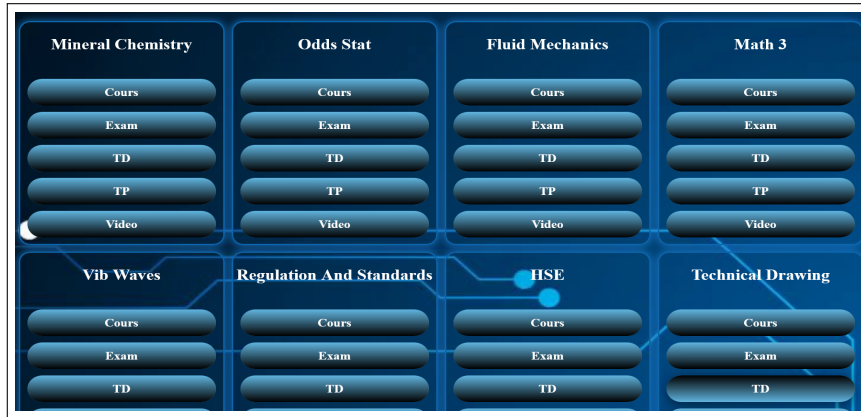 Mineral Chemistry
Cours
Exam
TD
TP
Video
Odds Stat
Cours
Exam
TD
TP
Video
Fluid Mechanics
Cours
Exam
TD
TP
Video
Math 3
Cours
Exam
TD
TP
Video
Vib Waves
Cours
Exam
TD
Regulation And Standards
Cours
Exam
TD
HSE
Cours
Exam
TD
Technical Drawing
Cours
Exam
TD